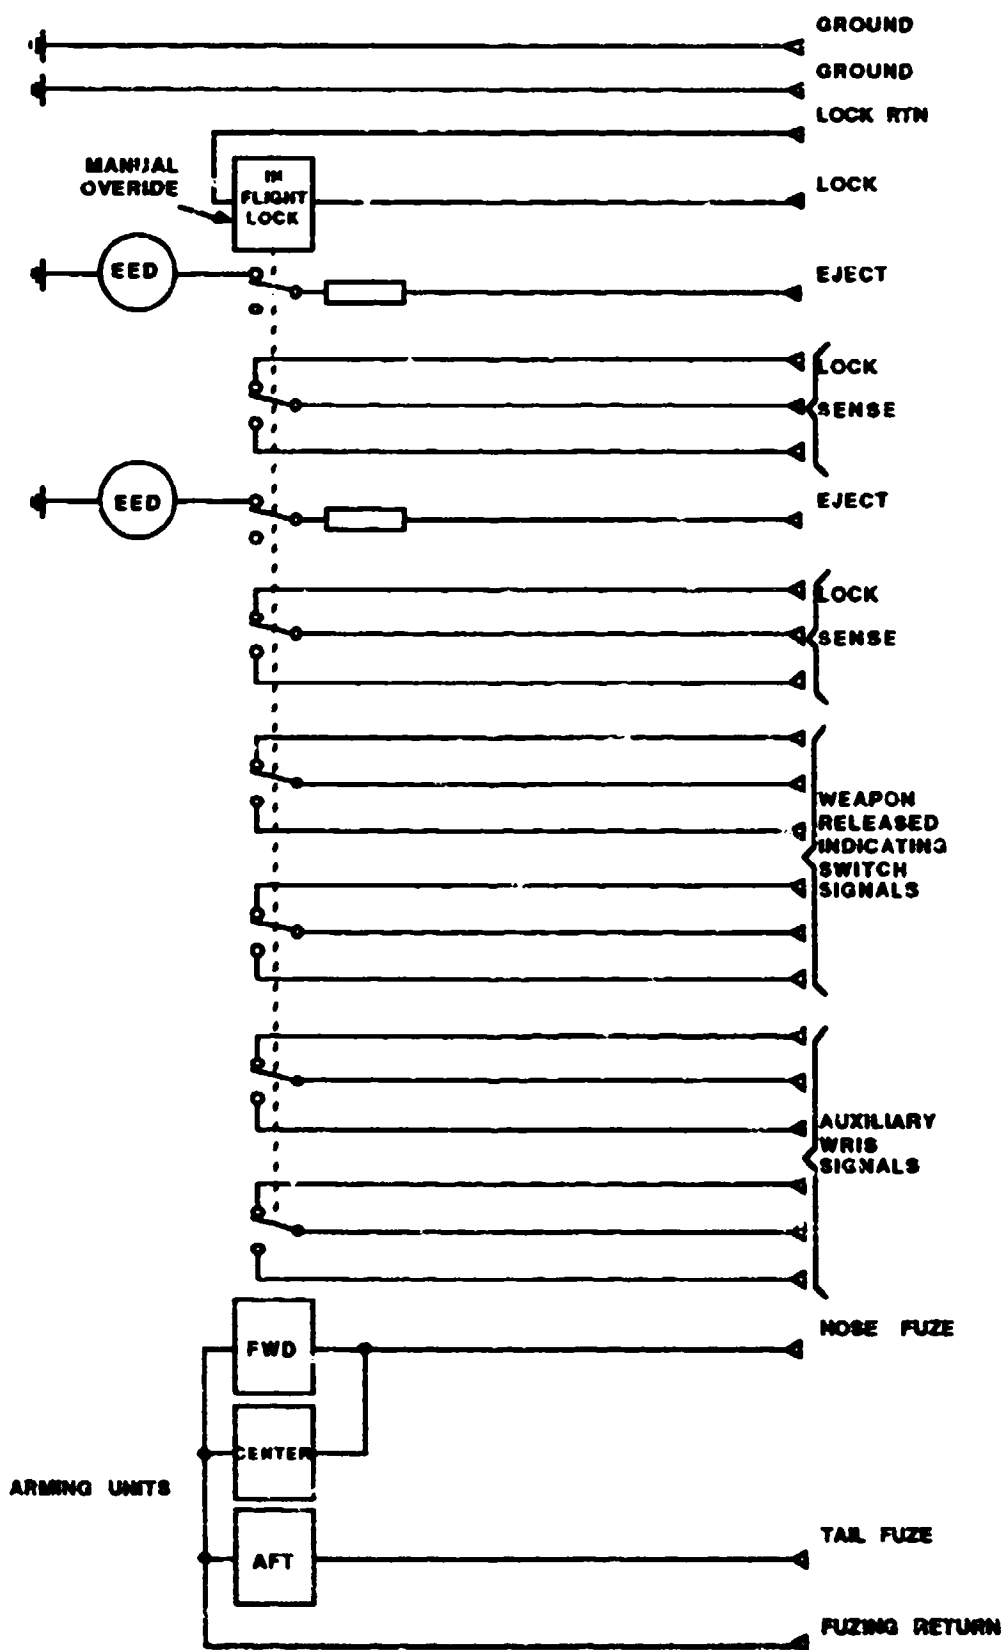 GROUND
GROUND
LOCK RTN
MANUAL
OVERIDE
IN
FLIGHT
LOCK
LOCK
EED
EJECT
LOCK
SENSE
EED
EJECT
LOCK
SENSE
WEAPON
RELEASED
INDICATING
SWITCH
SIGNALS
AUXILIARY
WRIS
SIGNALS
FWD
NOSE FUZE
CENTER
ARMING UNITS
AFT
TAIL FUZE
FUZING RETURN